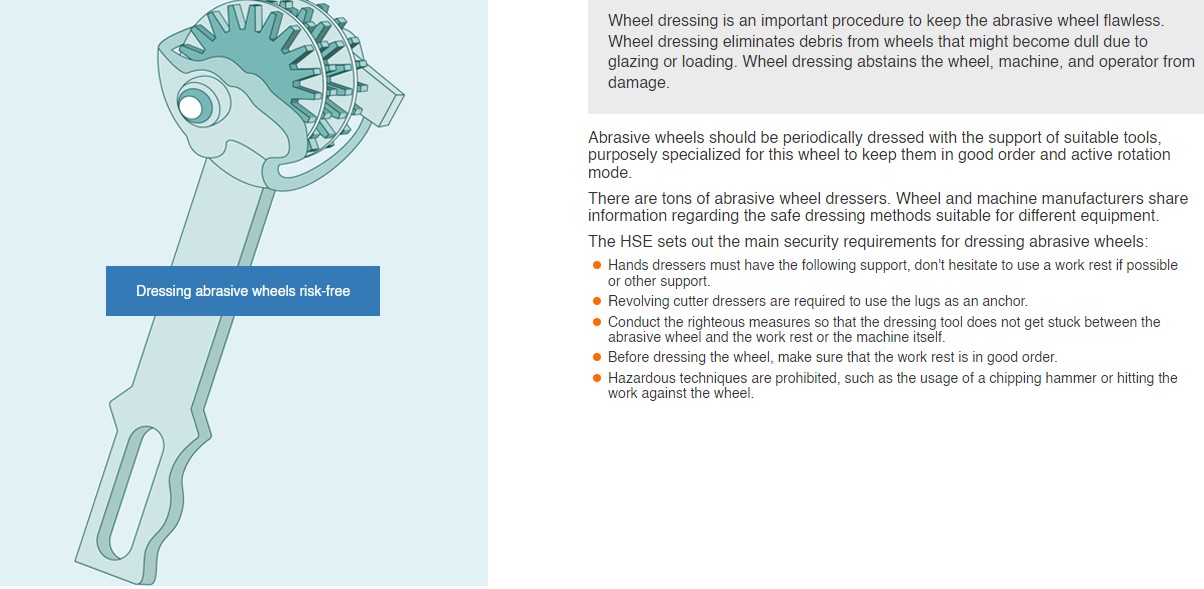 Wheel dressing is an important procedure to keep the abrasive wheel flawless.
Wheel dressing eliminates debris from wheels that might become dull due to
glazing or loading. Wheel dressing abstains the wheel, machine, and operator from
damage.
Abrasive wheels should be periodically dressed with the support of suitable tools,
purposely specialized for this wheel to keep them in good order and active rotation
mode.
There are tons of abrasive wheel dressers. Wheel and machine manufacturers share
information regarding the safe dressing methods suitable for different equipment.
The HSE sets out the main security requirements for dressing abrasive wheels:
Hands dressers must have the following support, don't hesitate to use a work rest if possible
or other support.
Revolving cutter dressers are required to use the lugs as an anchor.
Conduct the righteous measures so that the dressing tool does not get stuck between the
abrasive wheel and the work rest or the machine itself.
Before dressing the wheel, make sure that the work rest is in good order.
Hazardous techniques are prohibited, such as the usage of a chipping hammer or hitting the
work against the wheel.
Dressing abrasive wheels risk-free